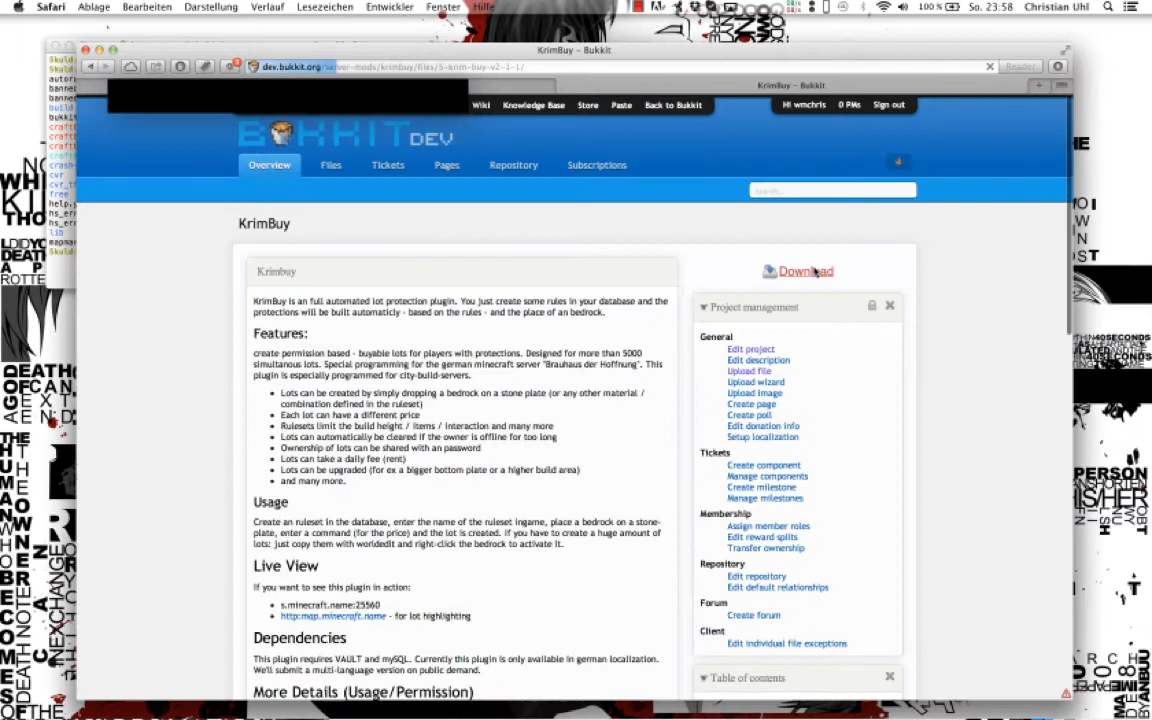 Safari Ablage Bearbeiten Darstellung Verlauf Lesezeichen Entwickler Fenster Hilfe 100 % So. 23:58 Christian Uhl
KrimBuy – Bukkit
dev.bukkit.org/server-mods/krimbuy/files/5-krim-buy-v2-1-1/ Reader
KrimBuy – Bukkit
Wiki Knowledge Base Store Paste Back to Bukkit Hi wmchris 0 PMs Sign out
BUKKIT DEV
Overview Files Tickets Pages Repository Subscriptions
Search...
KrimBuy
Krimbuy
Download
KrimBuy is an full automated lot protection plugin. You just create some rules in your database and the
protections will be built automaticly - based on the rules - and the place of an bedrock.
Features:
create permission based - buyable lots for players with protections. Designed for more than 5000
simultanous lots. Special programming for the german minecraft server "Brauhaus der Hoffnung". This
plugin is especially programmed for city-build-servers.
Lots can be created by simply dropping a bedrock on a stone plate (or any other material /
combination defined in the ruleset)
Each lot can have a different price
Rulesets limit the build height / items / interaction and many more
Lots can automatically be cleared if the owner is offline for too long
Ownership of lots can be shared with an password
Lots can take a daily fee (rent)
Lots can be upgraded (for ex a bigger bottom plate or a higher build area)
and many more.
Usage
Create an ruleset in the database, enter the name of the ruleset ingame, place a bedrock on a stone-
plate, enter a command (for the price) and the lot is created. If you have to create a huge amount of
lots: just copy them with worldedit and right-click the bedrock to activate it.
Live View
If you want to see this plugin in action:
s.minecraft.name:25560
http:map.minecraft.name - for lot highlighting
Dependencies
This plugin requires VAULT and mySQL. Currently this plugin is only available in german localization.
We'll submit a multi-language version on public demand.
More Details (Usage/Permission)
Project management
General
Edit project
Edit description
Upload file
Upload wizard
Upload image
Create page
Create poll
Edit donation info
Setup localization
Tickets
Create component
Manage components
Create milestone
Manage milestones
Membership
Assign member roles
Edit reward splits
Transfer ownership
Repository
Edit repository
Edit default relationships
Forum
Create forum
Client
Edit individual file exceptions
Table of contents